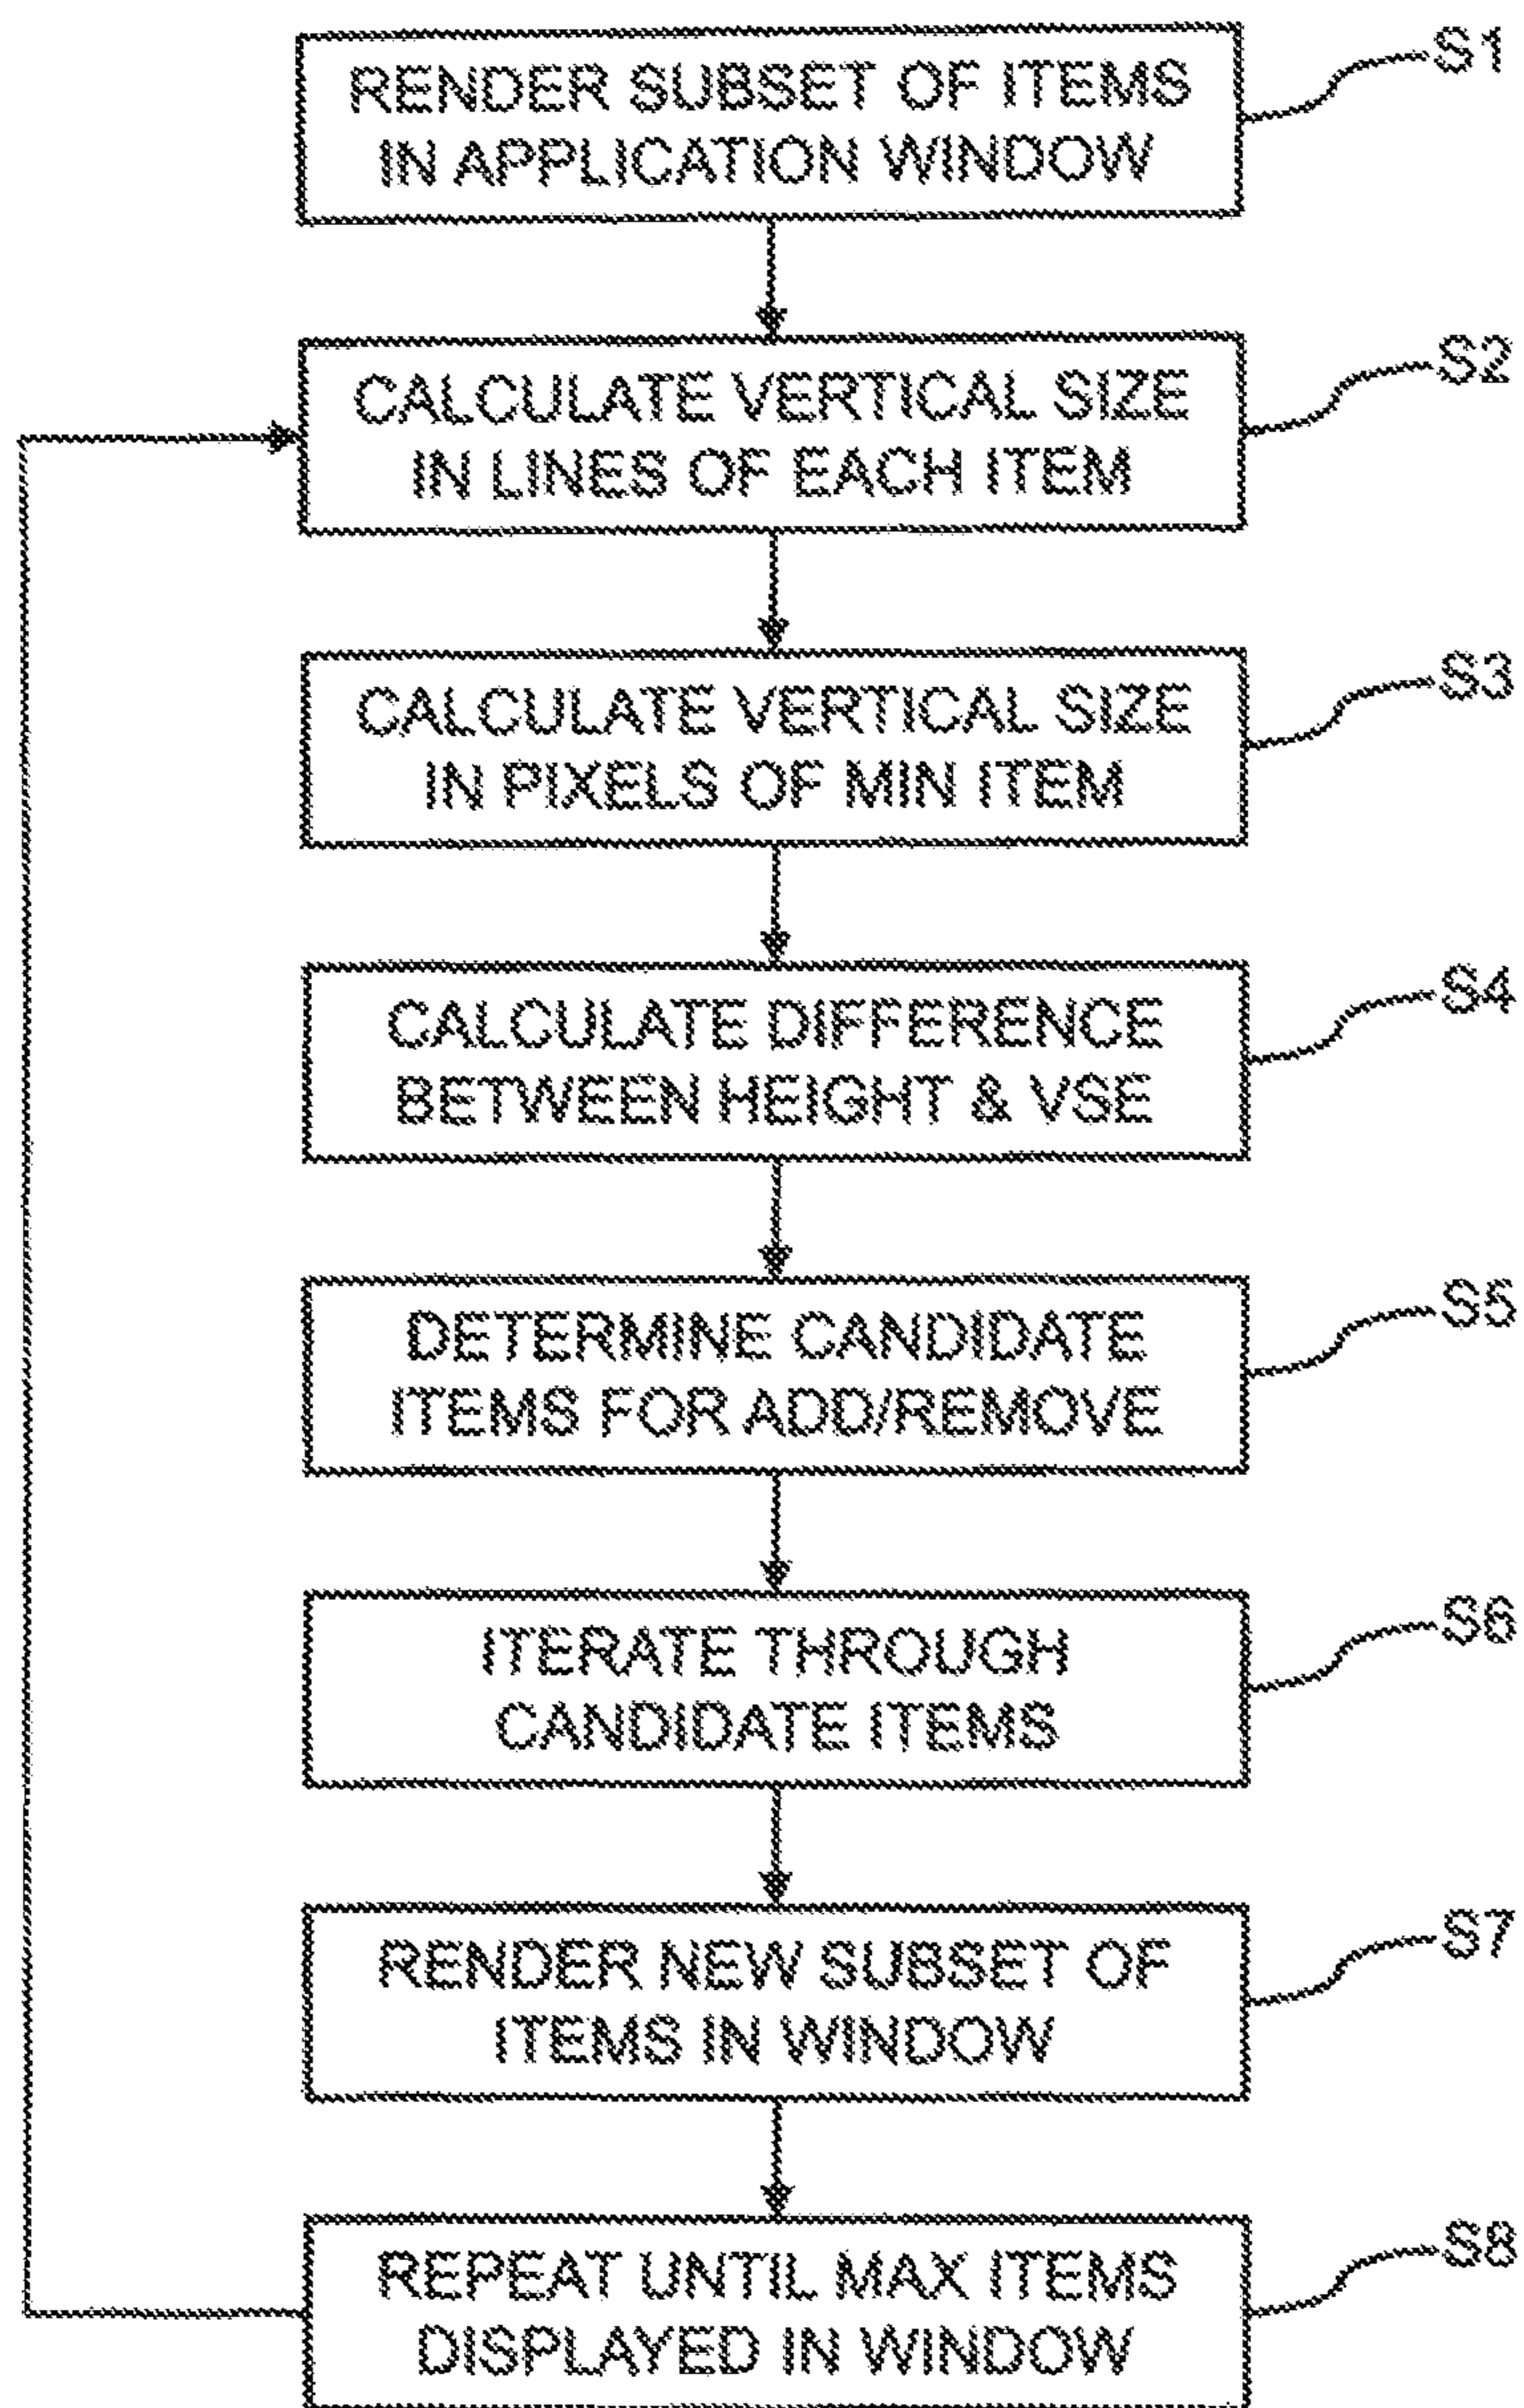 RENDER SUBSET OF ITEMS
IN APPLICATION WINDOW
S1
CALCULATE VERTICAL SIZE
IN LINES OF EACH ITEM
S2
CALCULATE VERTICAL SIZE
IN PIXELS OF MIN ITEM
S3
CALCULATE DIFFERENCE
BETWEEN HEIGHT & VSE
S4
DETERMINE CANDIDATE
ITEMS FOR ADD/REMOVE
S5
ITERATE THROUGH
CANDIDATE ITEMS
S6
RENDER NEW SUBSET OF
ITEMS IN WINDOW
S7
REPEAT UNTIL MAX ITEMS
DISPLAYED IN WINDOW
S8